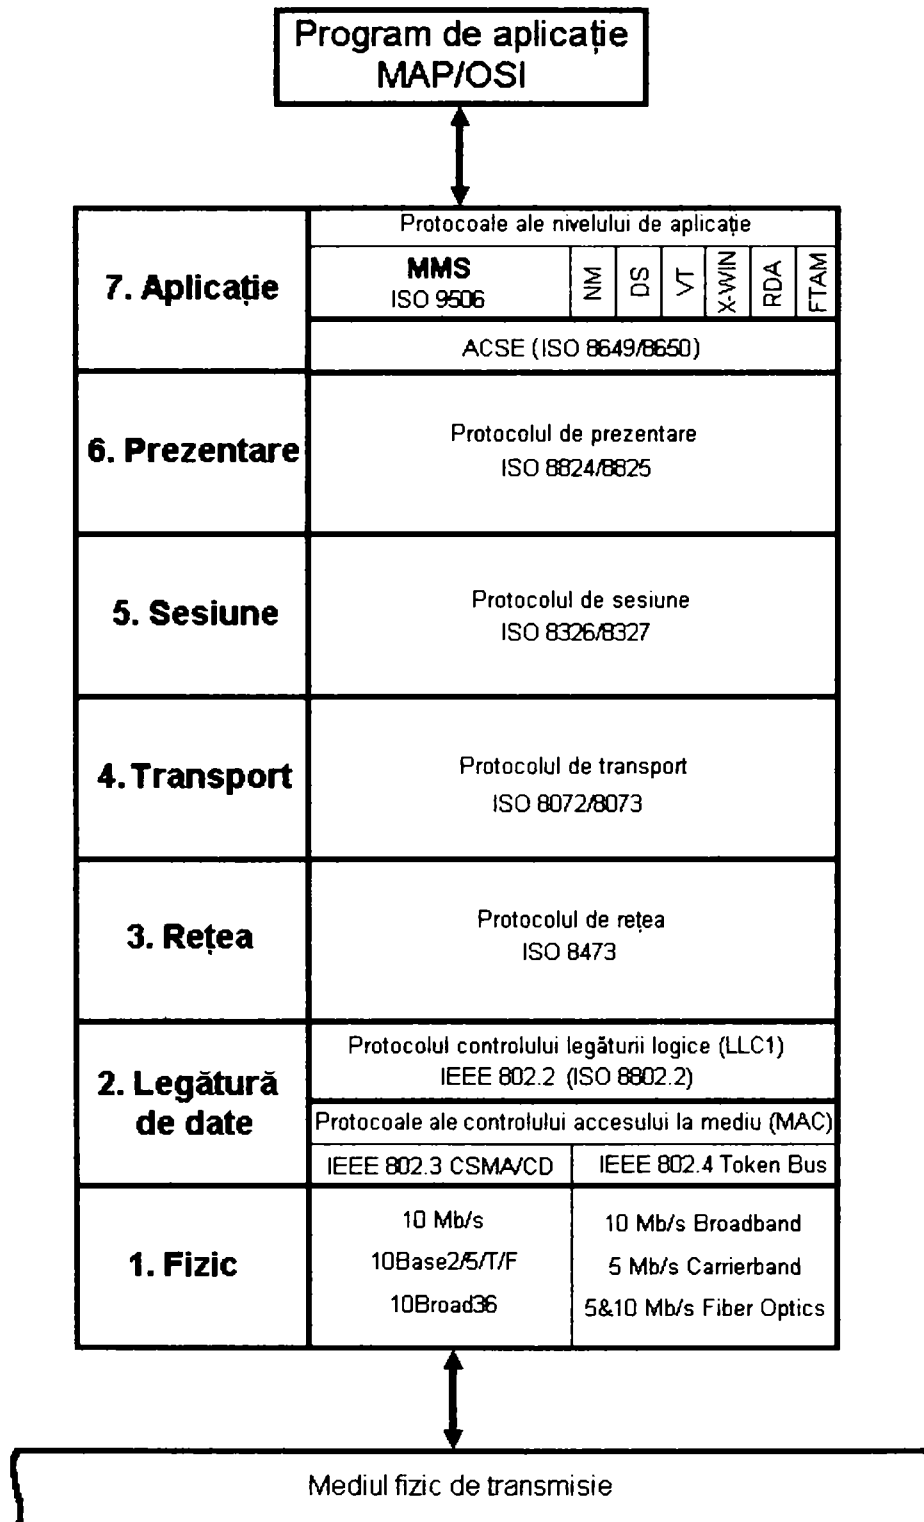 Program de aplicație
MAP/OSI
7. Aplicație
Protocoale ale nivelului de aplicație
MMS
ISO 9506
NM
DS
VT
X-WIN
RDA
FTAM
ACSE (ISO 8649/8650)
6. Prezentare
Protocolul de prezentare
ISO 8824/8825
5. Sesiune
Protocolul de sesiune
ISO 8326/8327
4. Transport
Protocolul de transport
ISO 8072/8073
3. Rețea
Protocolul de rețea
ISO 8473
2. Legătură
de date
Protocolul controlului legăturii logice (LLC1)
IEEE 802.2 (ISO 8802.2)
Protocoale ale controlului accesului la mediu (MAC)
IEEE 802.3 CSMA/CD
IEEE 802.4 Token Bus
1. Fizic
10 Mb/s
10Base2/5/T/F
10Broad36
10 Mb/s Broadband
5 Mb/s Carrierband
5&10 Mb/s Fiber Optics
Mediul fizic de transmisie